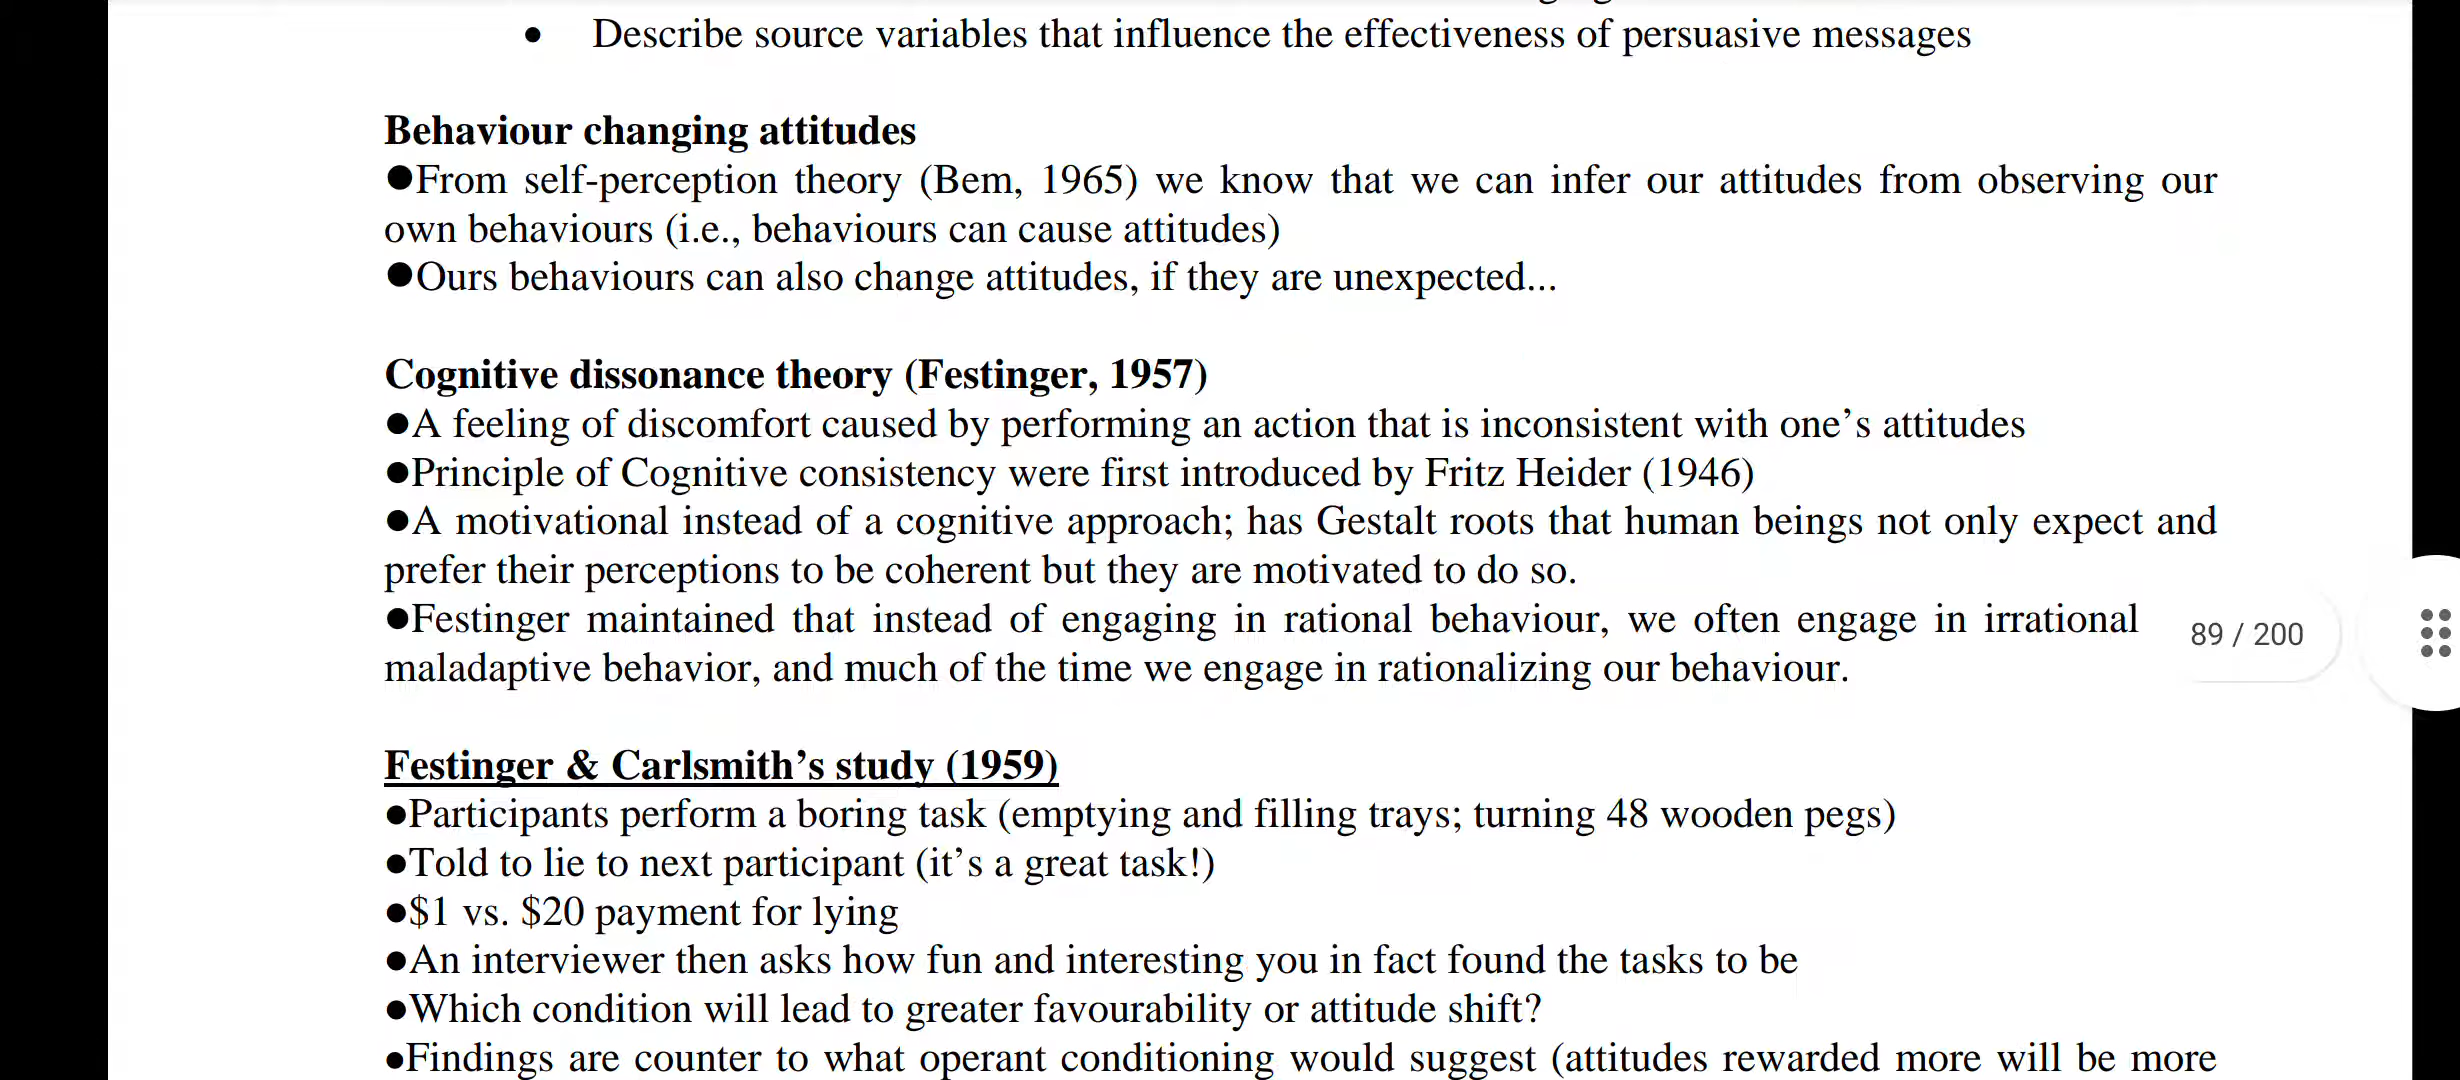 • Describe source variables that influence the effectiveness of persuasive messages
Behaviour changing attitudes
●From self-perception theory (Bem, 1965) we know that we can infer our attitudes from observing our
own behaviours (i.e., behaviours can cause attitudes)
●Ours behaviours can also change attitudes, if they are unexpected...
Cognitive dissonance theory (Festinger, 1957)
●A feeling of discomfort caused by performing an action that is inconsistent with one’s attitudes
●Principle of Cognitive consistency were first introduced by Fritz Heider (1946)
●A motivational instead of a cognitive approach; has Gestalt roots that human beings not only expect and
prefer their perceptions to be coherent but they are motivated to do so.
●Festinger maintained that instead of engaging in rational behaviour, we often engage in irrational
maladaptive behavior, and much of the time we engage in rationalizing our behaviour.
89 / 200
Festinger & Carlsmith’s study (1959)
●Participants perform a boring task (emptying and filling trays; turning 48 wooden pegs)
●Told to lie to next participant (it’s a great task!)
●$1 vs. $20 payment for lying
●An interviewer then asks how fun and interesting you in fact found the tasks to be
●Which condition will lead to greater favourability or attitude shift?
●Findings are counter to what operant conditioning would suggest (attitudes rewarded more will be more